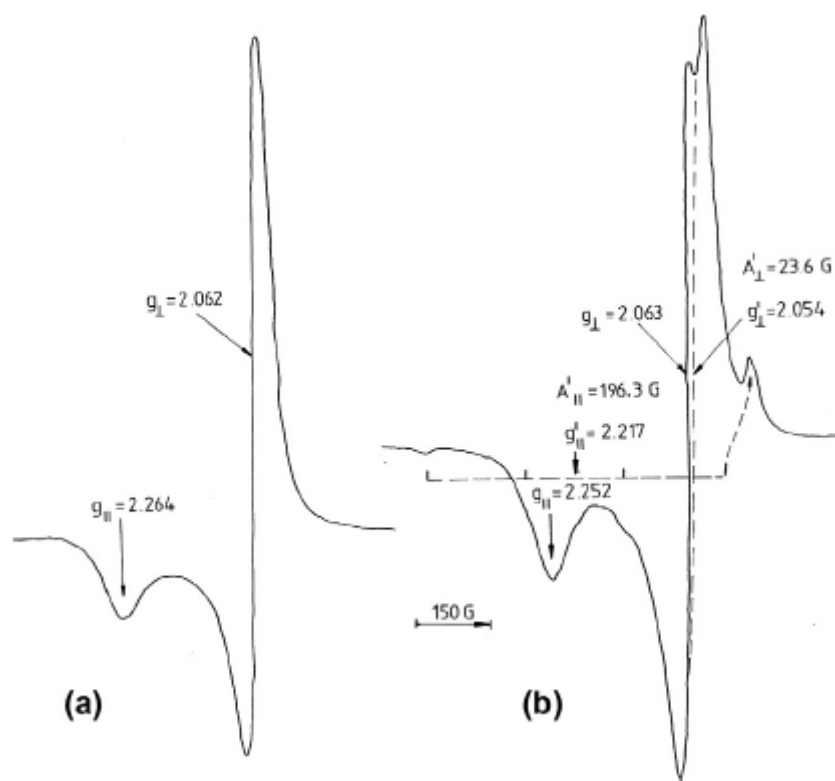 g⊥=2.062
g||=2.264
(a)
A'⊥=23.6 G
g⊥=2.063
g'⊥=2.054
A'||=196.3 G
g'||=2.217
g||=2.252
150 G
(b)